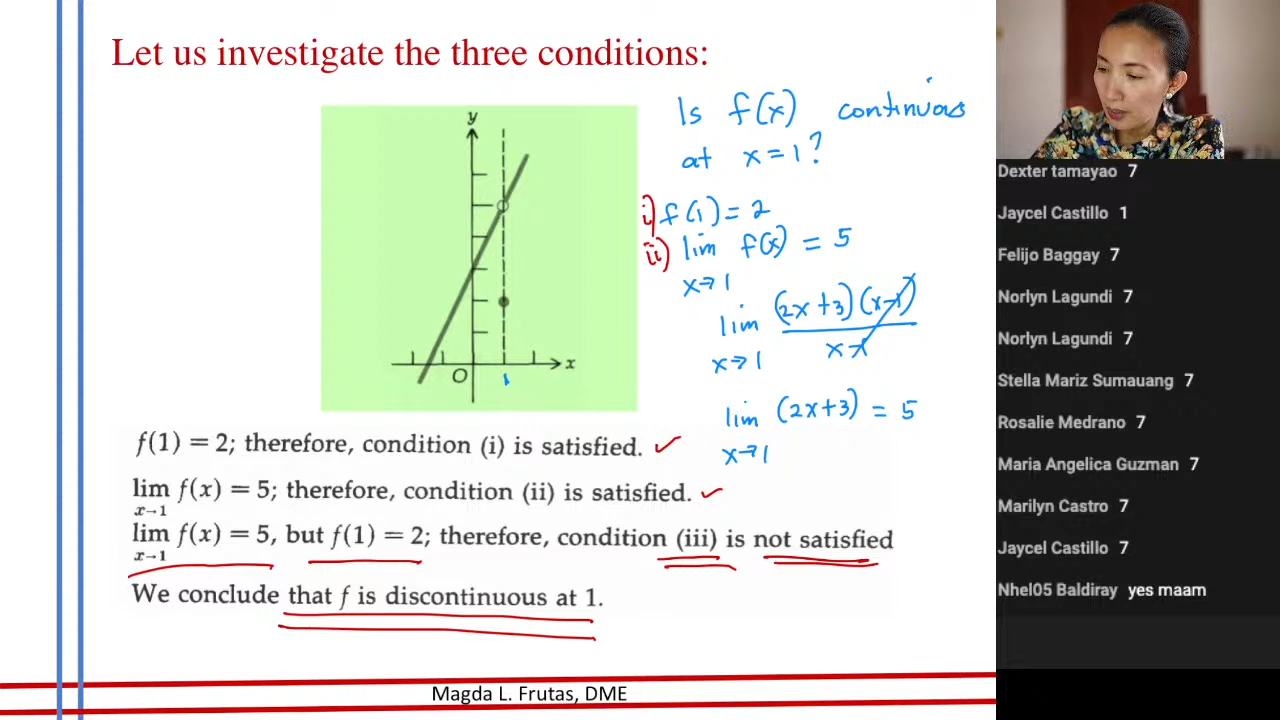 Let us investigate the three conditions:
y
O
x
1
Is f(x) continuous
at x = 1?
i) f(1) = 2
ii) lim f(x) = 5
x→1
lim (2x+3)(x-1)
x→1 x-1
lim (2x+3) = 5
x→1
f(1) = 2; therefore, condition (i) is satisfied. ✓
lim f(x) = 5; therefore, condition (ii) is satisfied. ✓
x→1
lim f(x) = 5, but f(1) = 2; therefore, condition (iii) is not satisfied
x→1
We conclude that f is discontinuous at 1.
Magda L. Frutas, DME
Dexter tamayao 7
Jaycel Castillo 1
Felijo Baggay 7
Norlyn Lagundi 7
Norlyn Lagundi 7
Stella Mariz Sumauang 7
Rosalie Medrano 7
Maria Angelica Guzman 7
Marilyn Castro 7
Jaycel Castillo 7
Nhel05 Baldiray yes maam